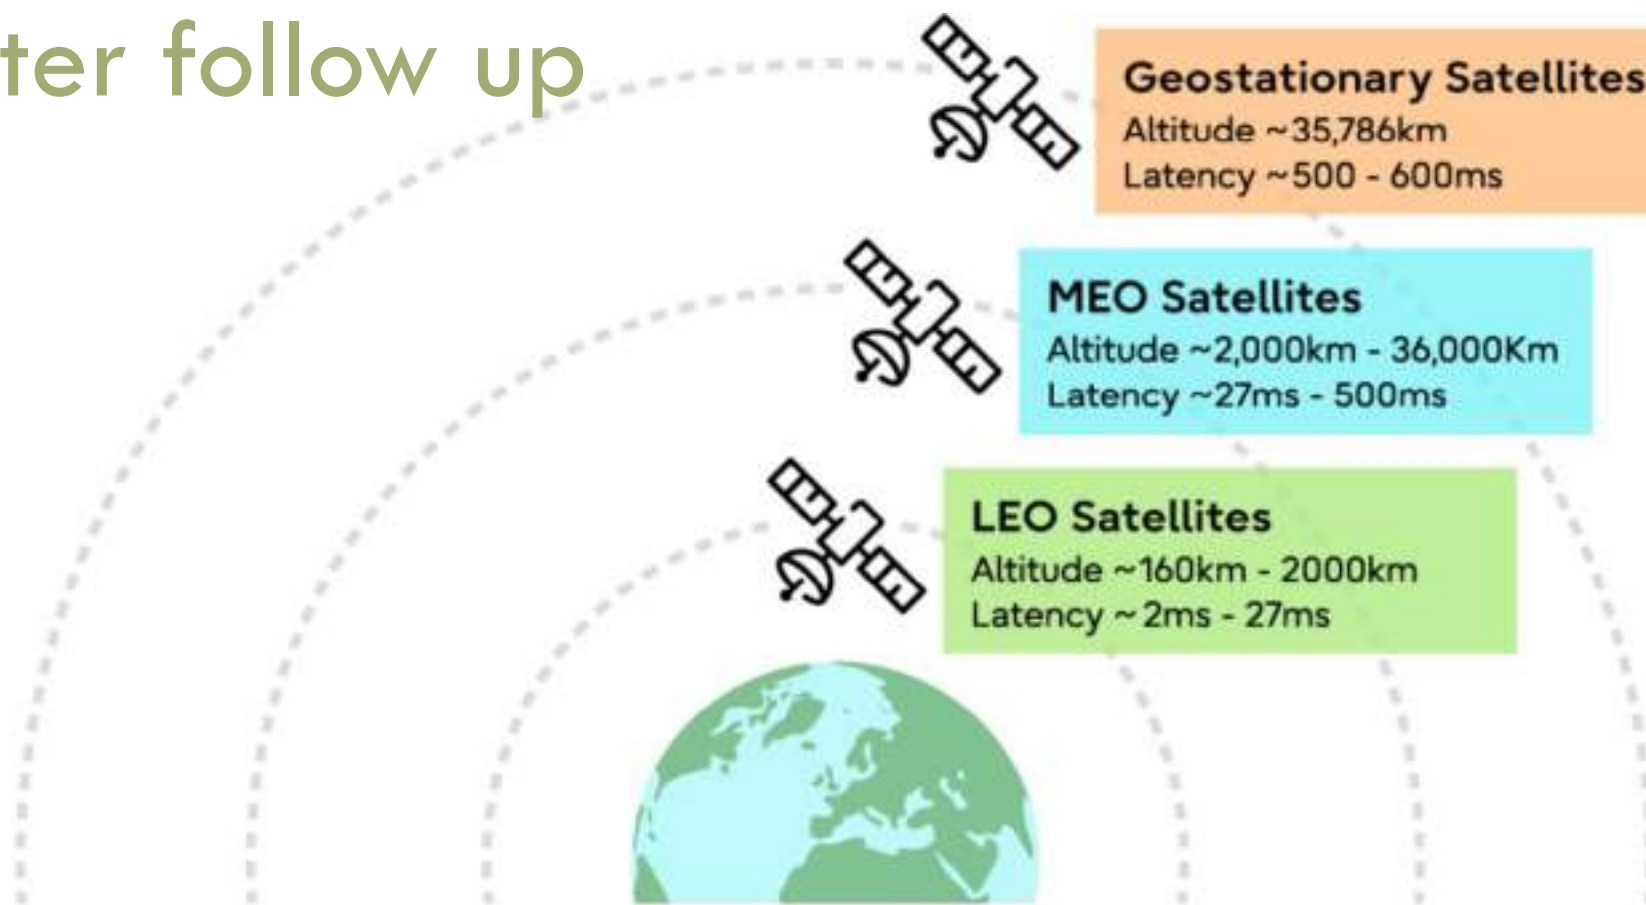 ter follow up
Geostationary Satellites
Altitude ~35,786km
Latency ~500 - 600ms
MEO Satellites
Altitude ~2,000km - 36,000Km
Latency ~27ms - 500ms
LEO Satellites
Altitude ~160km - 2000km
Latency ~ 2ms - 27ms